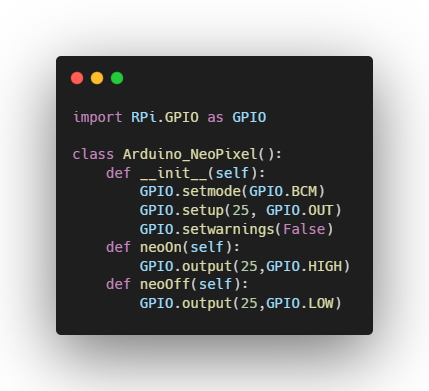 import RPi.GPIO as GPIO

class Arduino_NeoPixel():
    def __init__(self):
        GPIO.setmode(GPIO.BCM)
        GPIO.setup(25, GPIO.OUT)
        GPIO.setwarnings(False)
    def neoOn(self):
        GPIO.output(25,GPIO.HIGH)
    def neoOff(self):
        GPIO.output(25,GPIO.LOW)